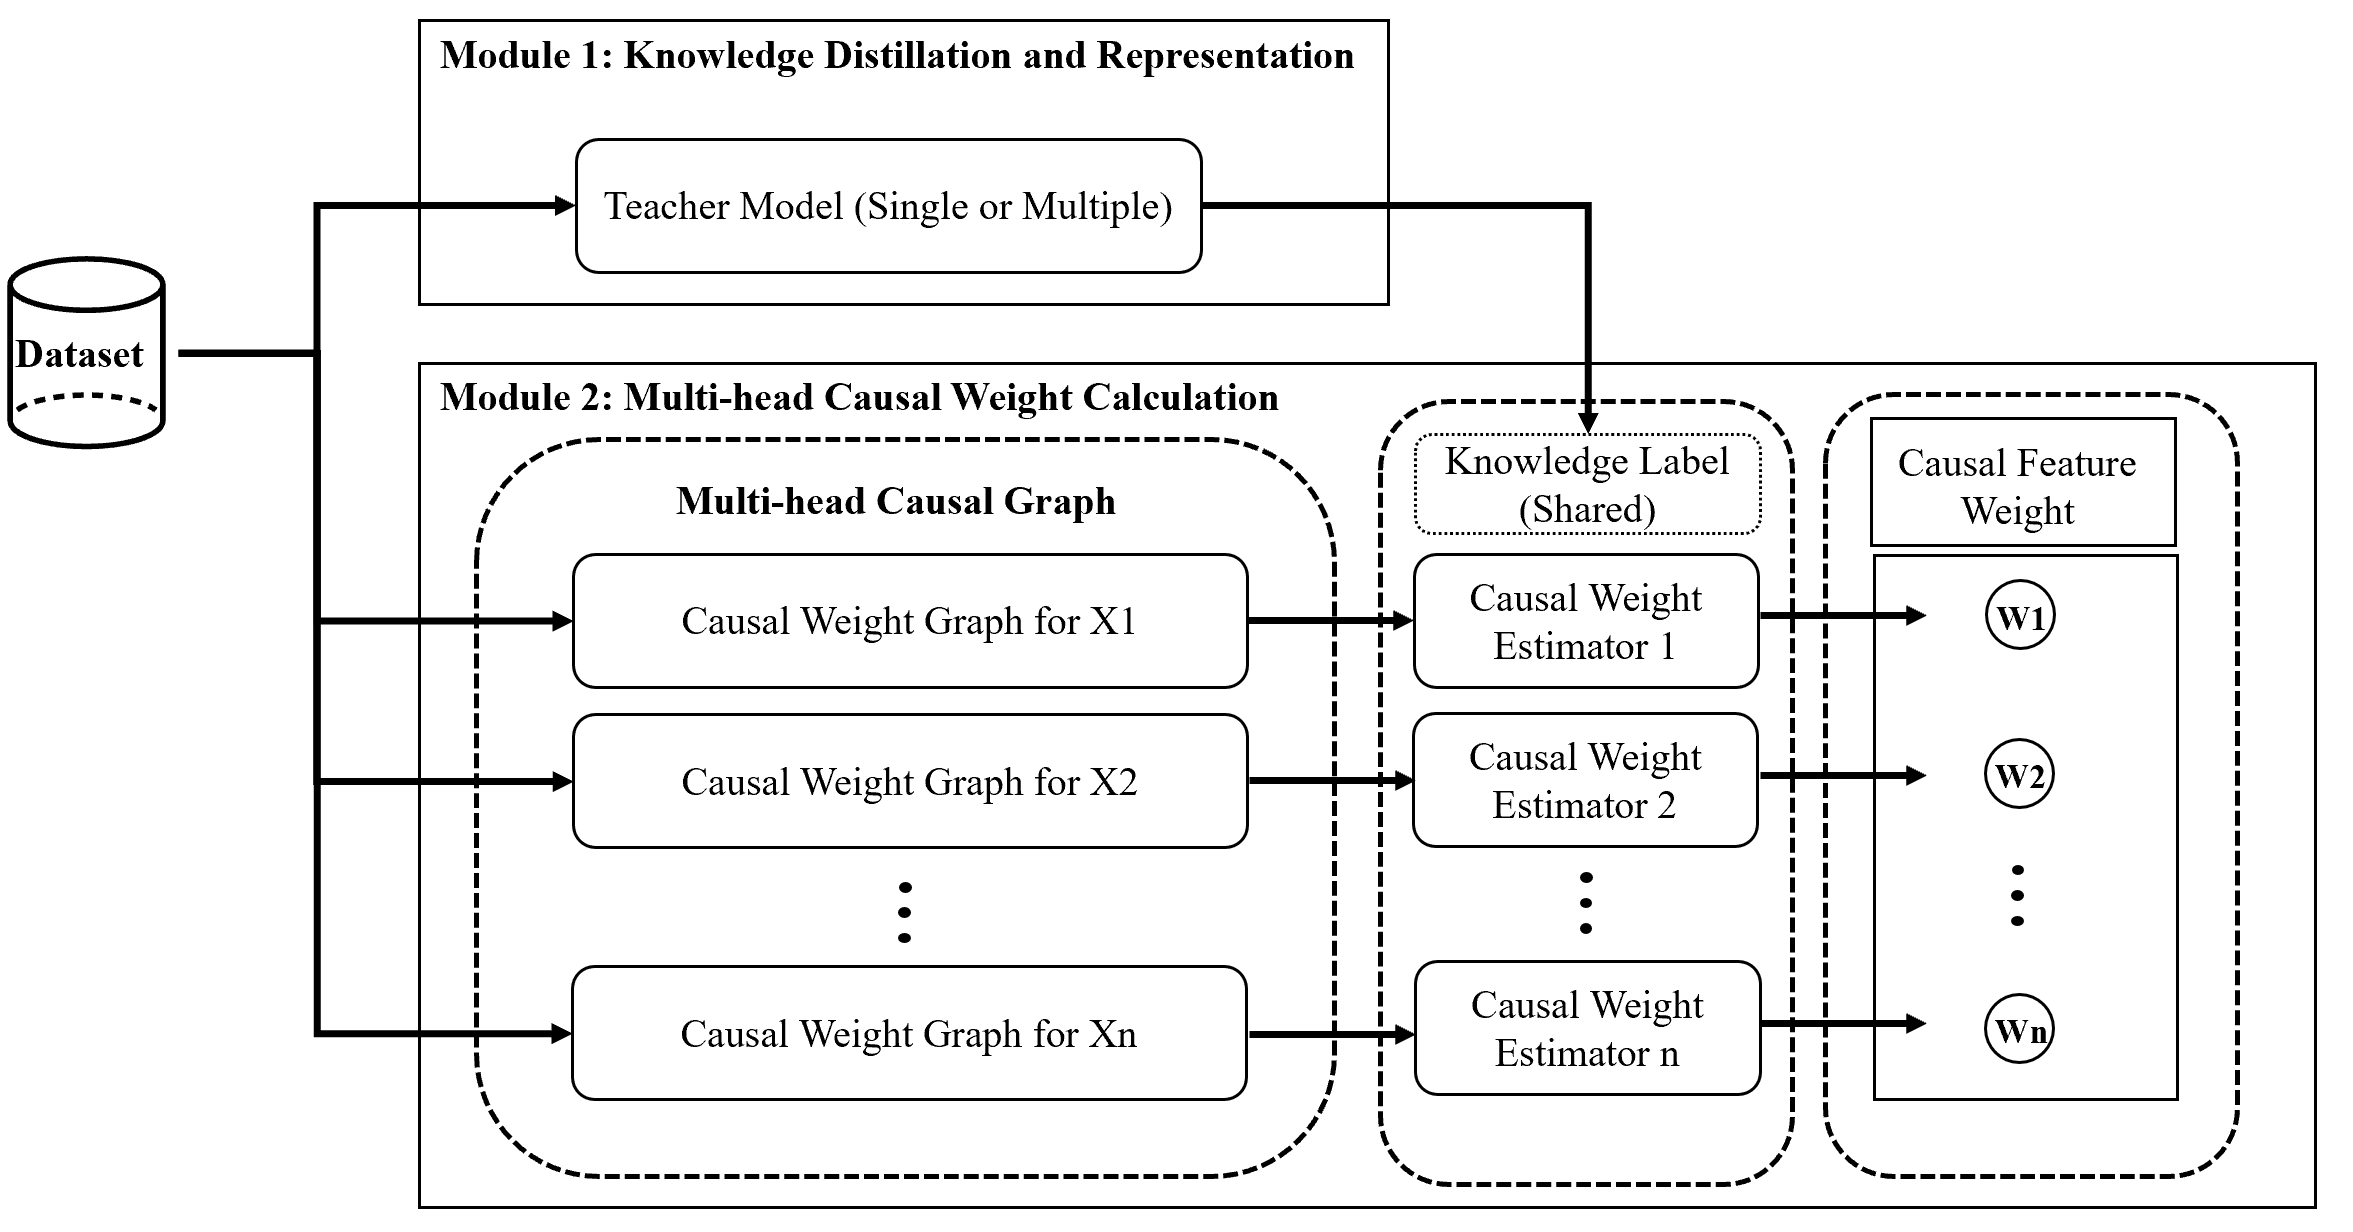 Module 1: Knowledge Distillation and Representation
Teacher Model (Single or Multiple)
Dataset
Module 2: Multi-head Causal Weight Calculation
Multi-head Causal Graph
Causal Weight Graph for X1
Causal Weight Graph for X2
Causal Weight Graph for Xn
Knowledge Label
(Shared)
Causal Weight
Estimator 1
Causal Weight
Estimator 2
Causal Weight
Estimator n
Causal Feature
Weight
W1
W2
Wn